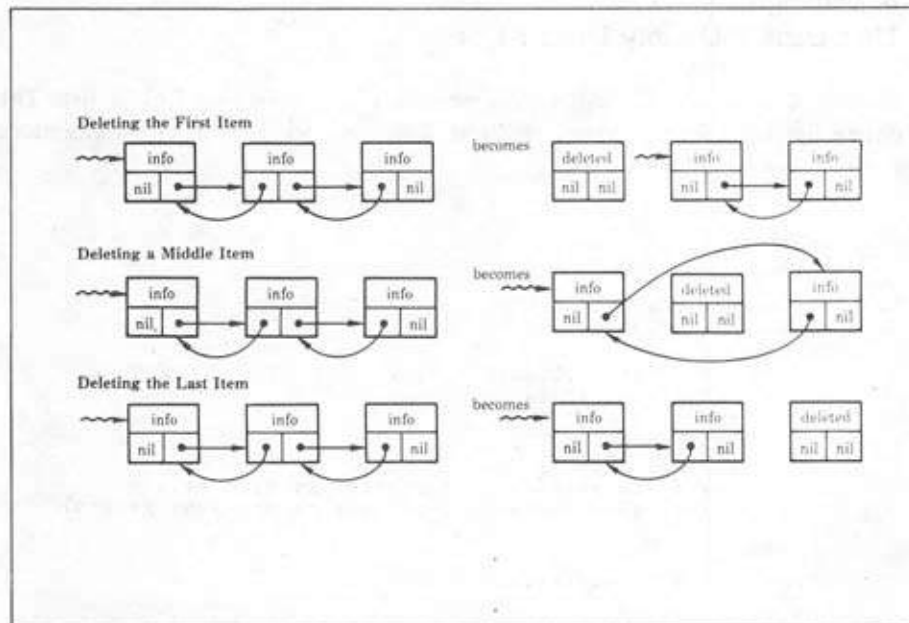 Deleting the First Item
info info info
nil nil
becomes
deleted info info
nil nil nil nil
Deleting a Middle Item
info info info
nil nil
becomes
info deleted info
nil nil nil nil
Deleting the Last Item
info info info
nil nil
becomes
info info deleted
nil nil nil nil